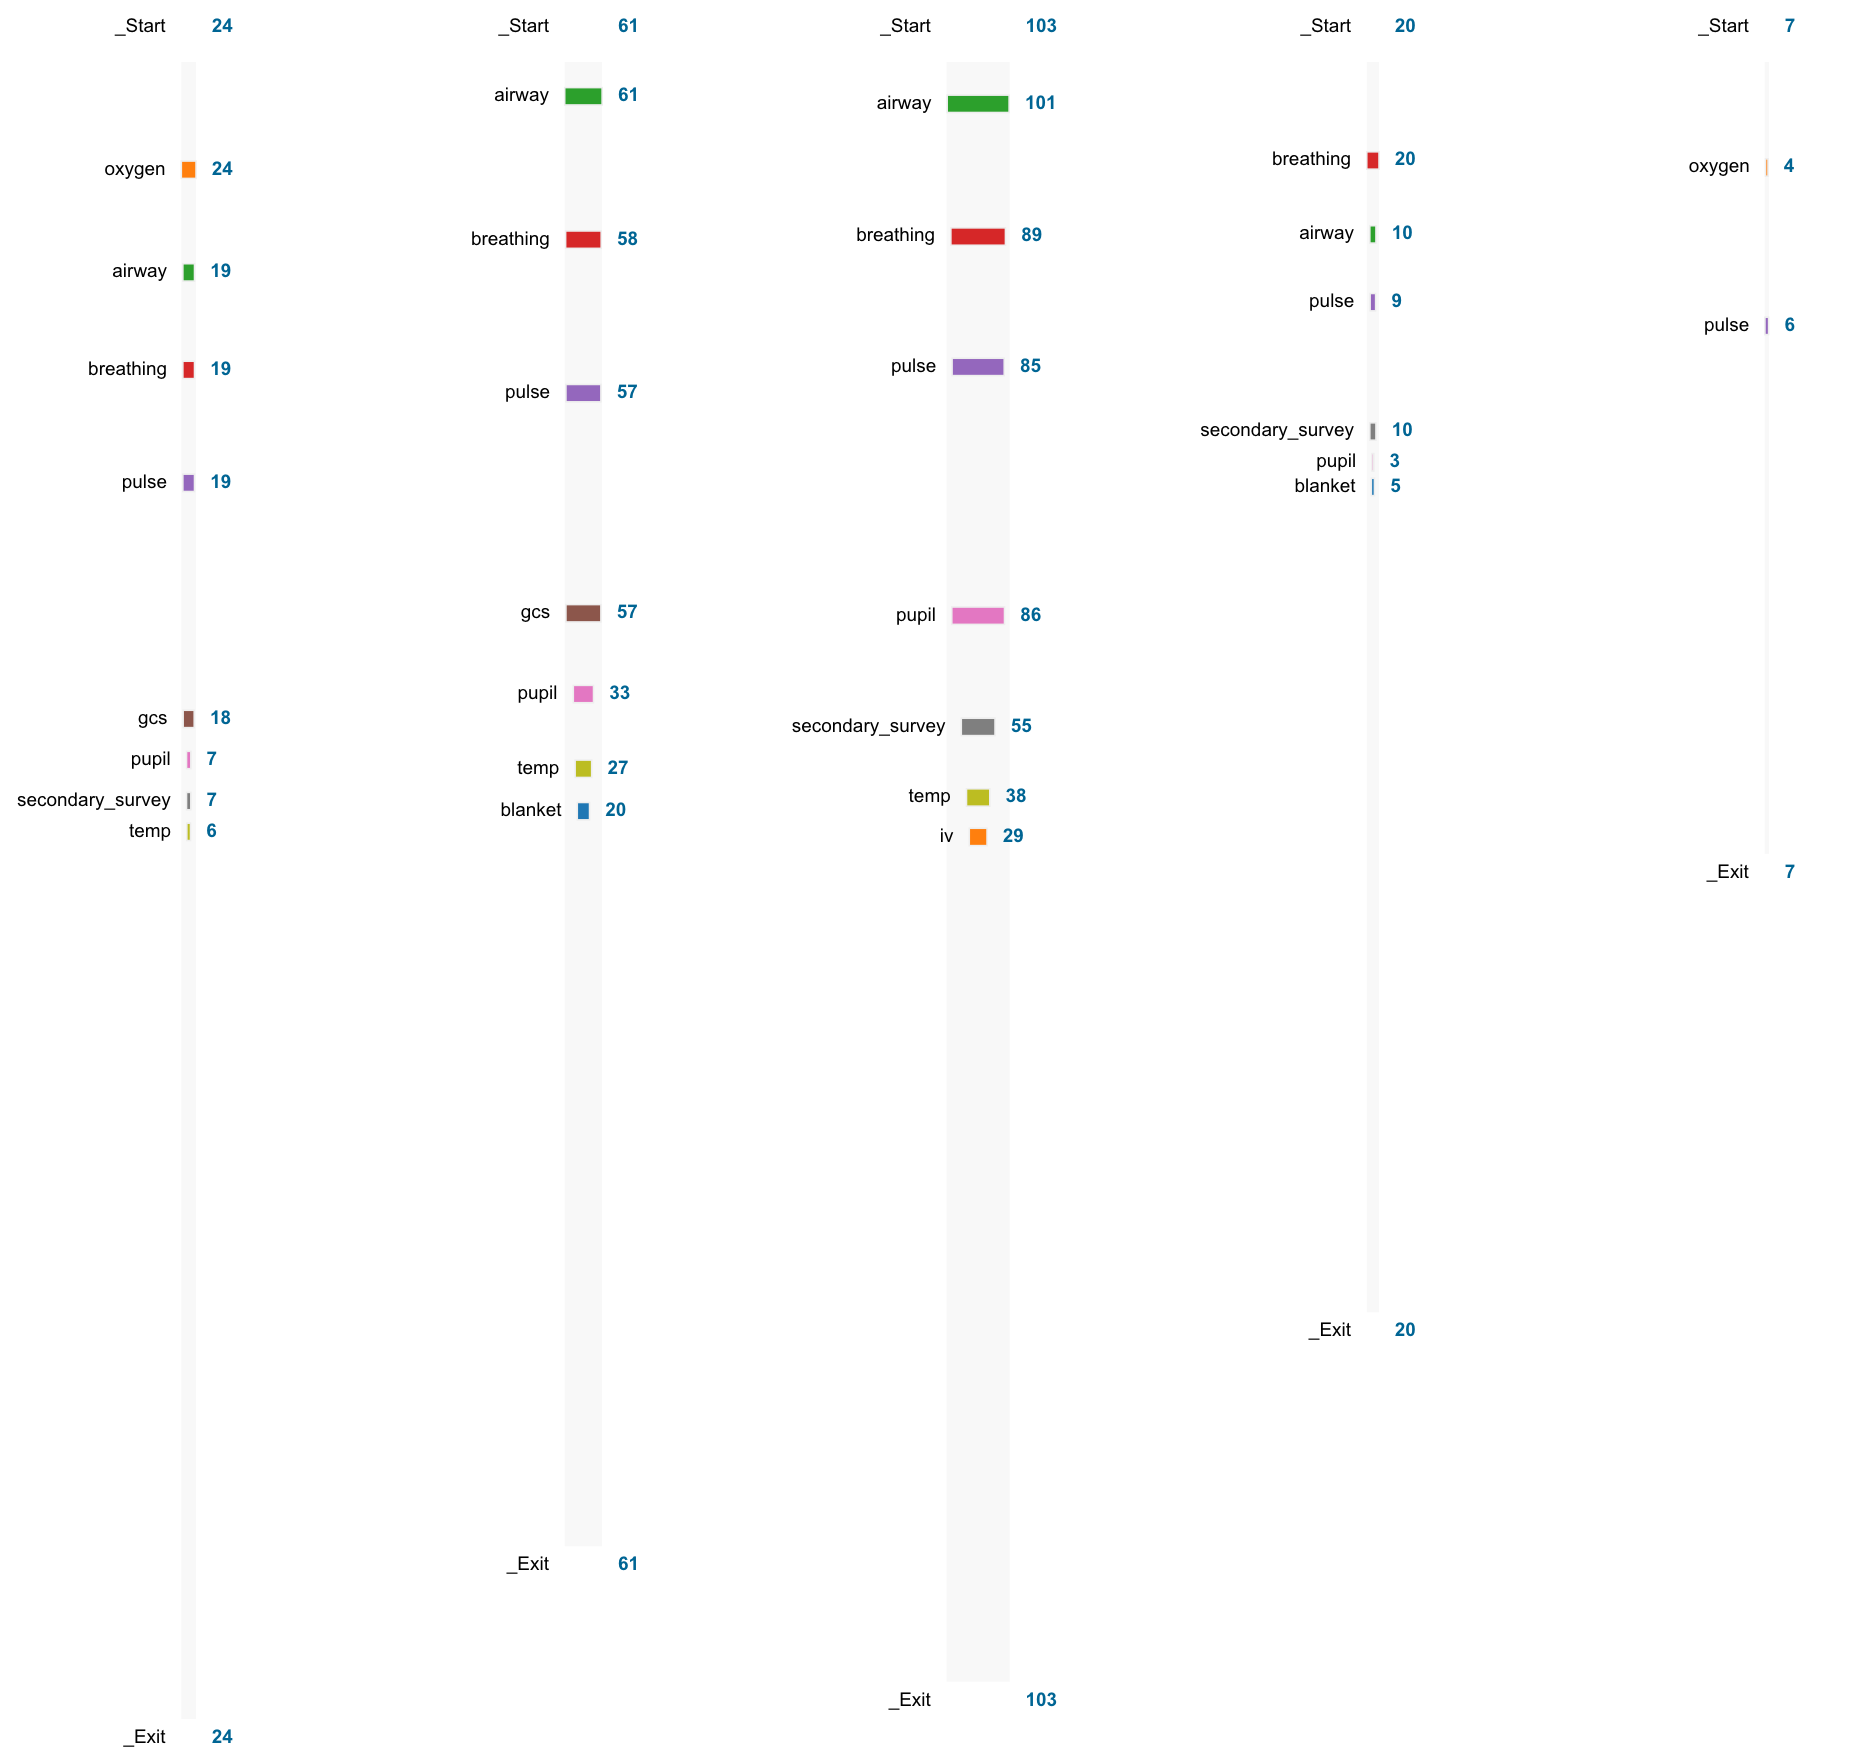 _Start 24
oxygen 24
airway 19
breathing 19
pulse 19
gcs 18
pupil 7
secondary_survey 7
temp 6
_Exit 24
_Start 61
airway 61
breathing 58
pulse 57
gcs 57
pupil 33
temp 27
blanket 20
_Exit 61
_Start 103
airway 101
breathing 89
pulse 85
pupil 86
secondary_survey 55
temp 38
iv 29
_Exit 103
_Start 20
breathing 20
airway 10
pulse 9
secondary_survey 10
pupil 3
blanket 5
_Exit 20
_Start 7
oxygen 4
pulse 6
_Exit 7